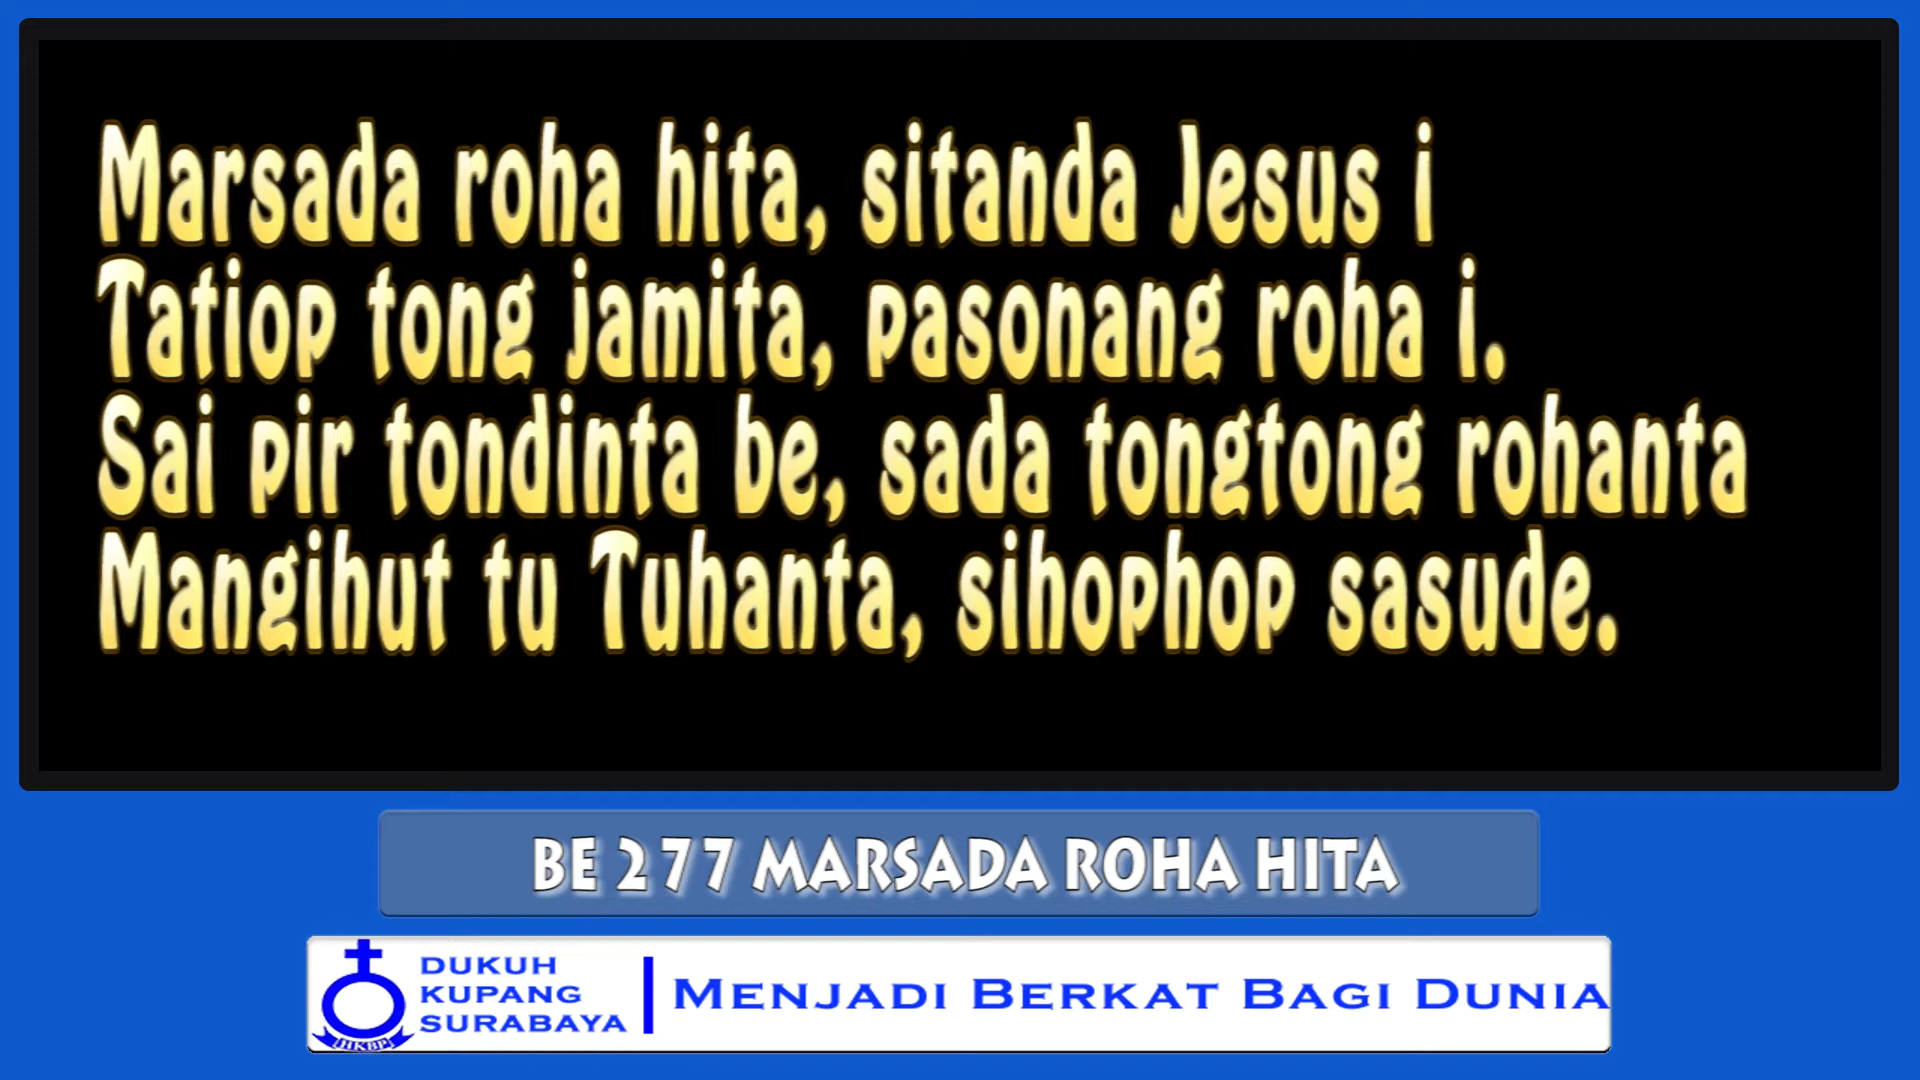 Marsada roha hita, sitanda Jesus i
Tatiop tong jamita, pasonang roha i.
Sai pir tondinta be, sada tongtong rohanta
Mangihut tu Tuhanta, sihophop sasude.
BE 277 MARSADA ROHA HITA
DUKUH
KUPANG
SURABAYA
HKBP
MENJADI BERKAT BAGI DUNIA